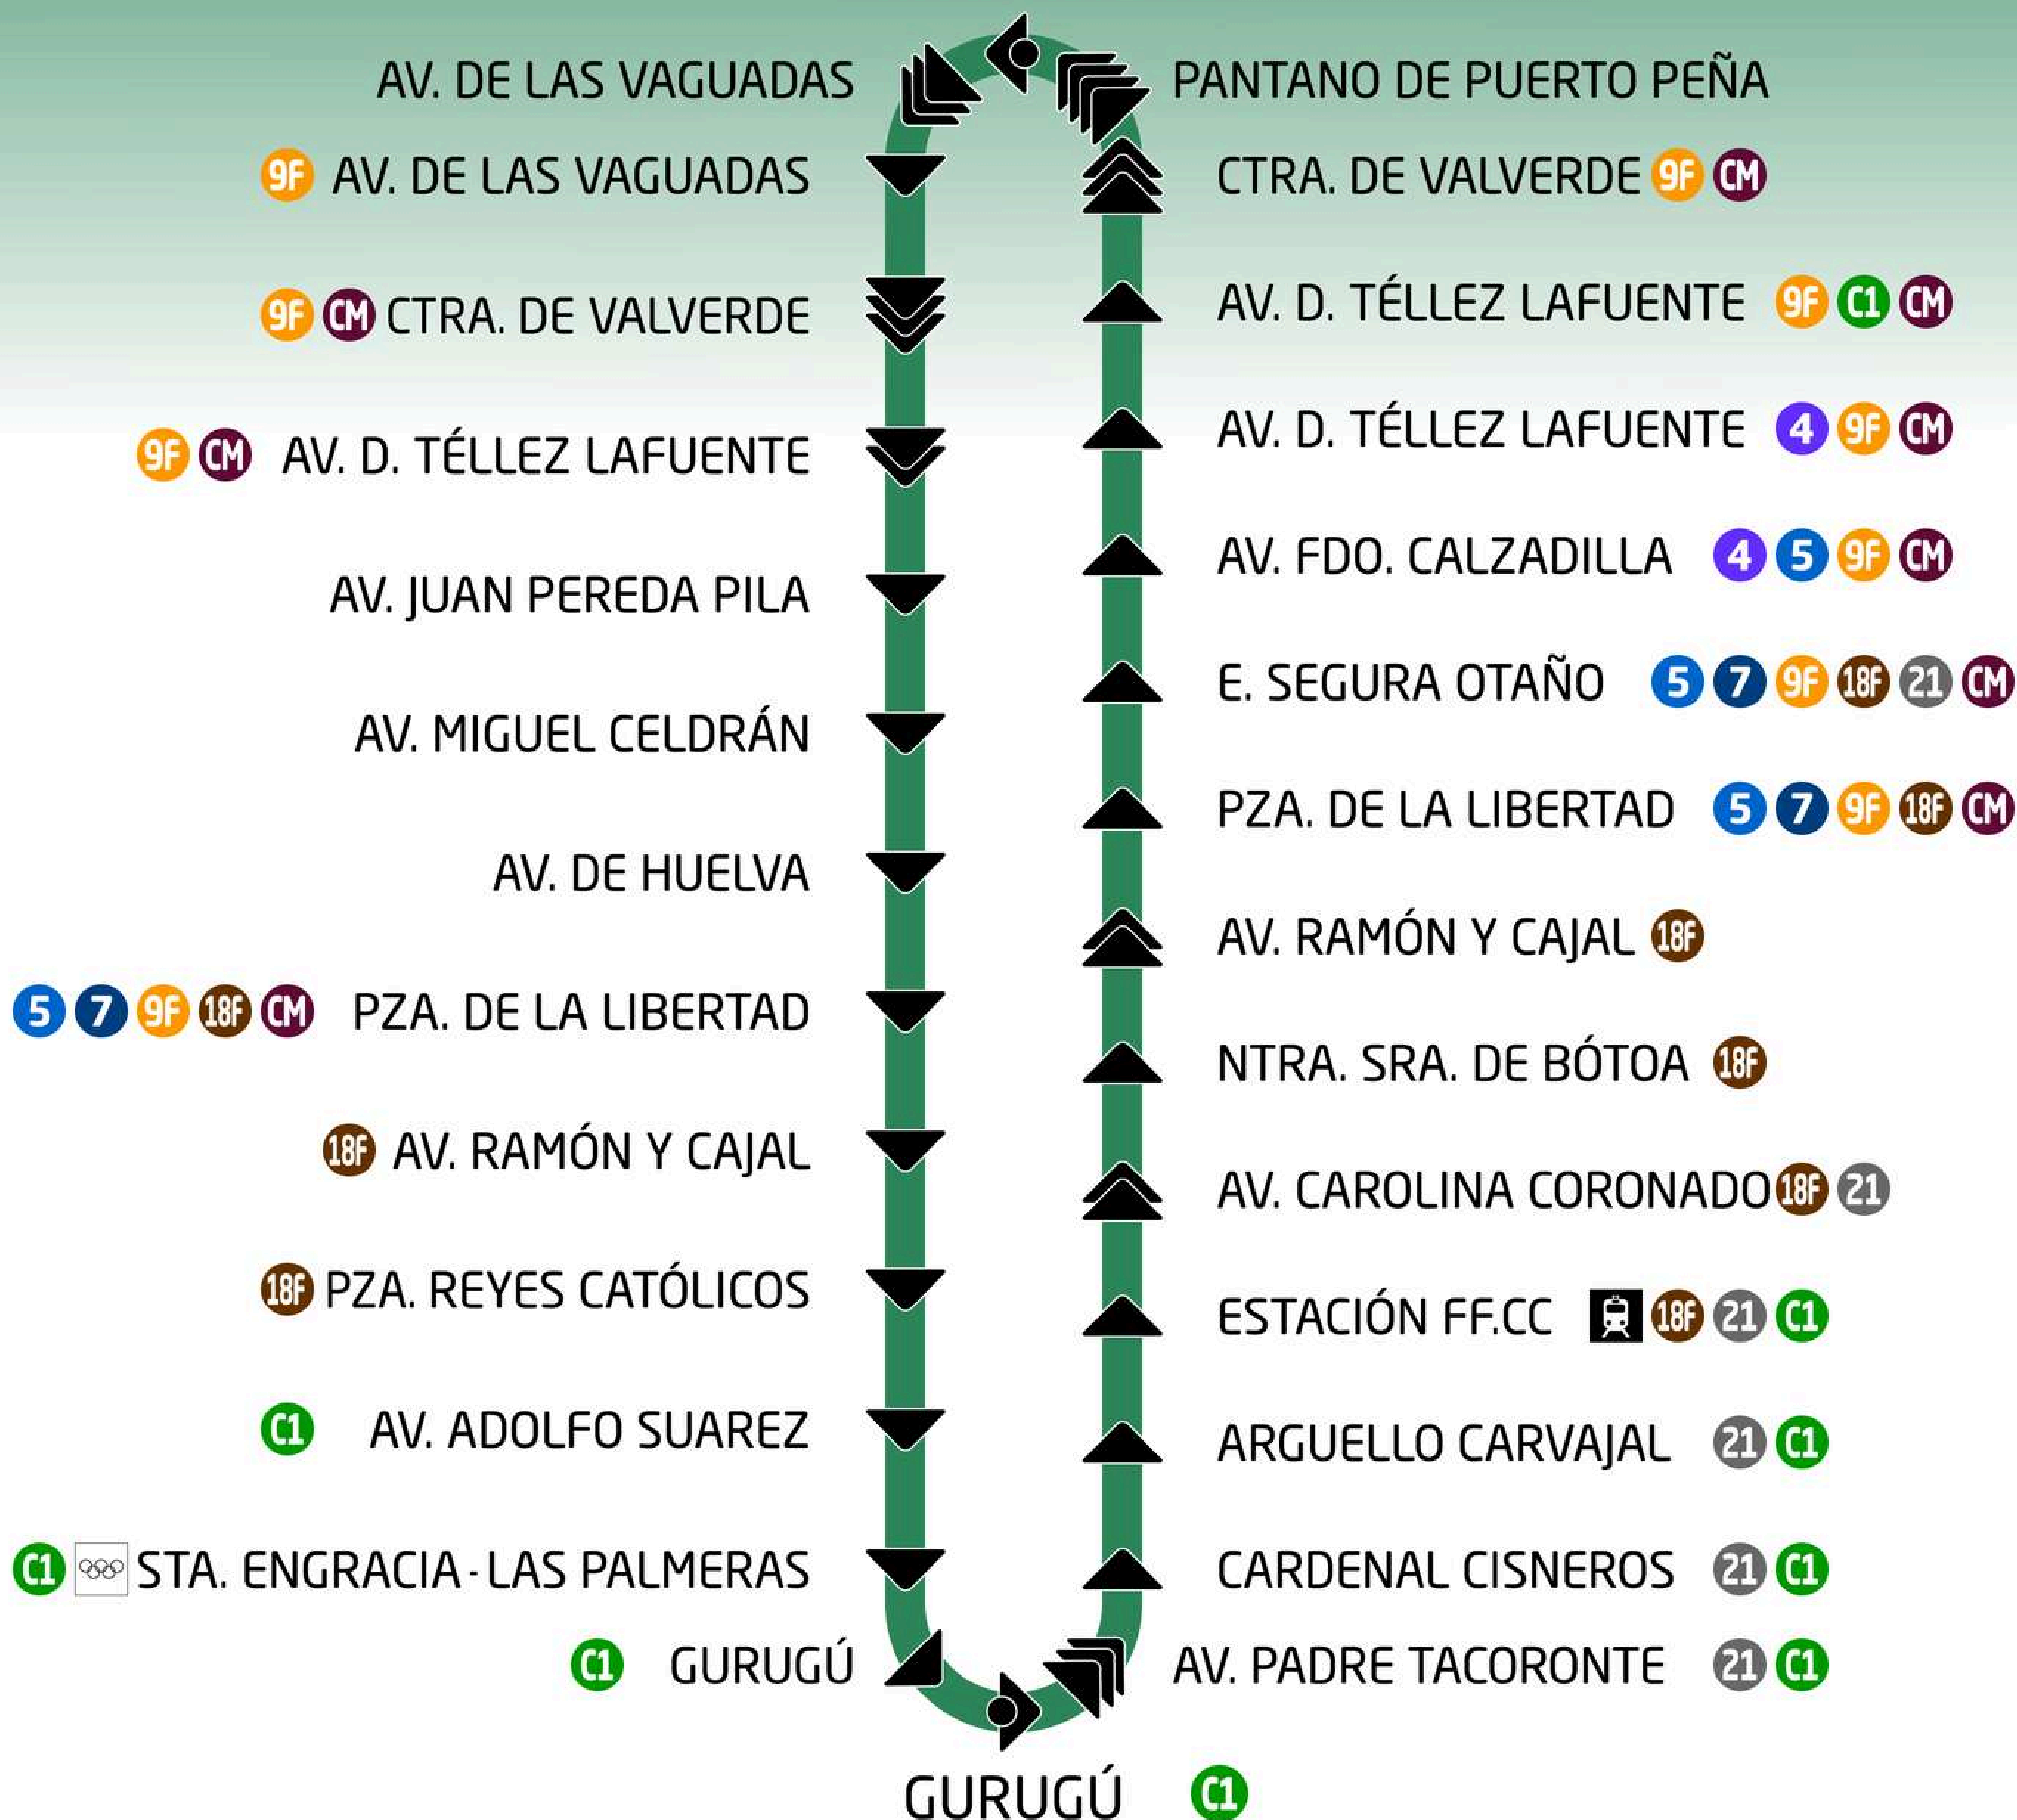 AV. DE LAS VAGUADAS
9F AV. DE LAS VAGUADAS
9F CM CTRA. DE VALVERDE
9F CM AV. D. TÉLLEZ LAFUENTE
AV. JUAN PEREDA PILA
AV. MIGUEL CELDRÁN
AV. DE HUELVA
5 7 9F 18F CM PZA. DE LA LIBERTAD
18F AV. RAMÓN Y CAJAL
18F PZA. REYES CATÓLICOS
C1 AV. ADOLFO SUAREZ
C1 STA. ENGRACIA - LAS PALMERAS
C1 GURUGÚ
PANTANO DE PUERTO PEÑA
CTRA. DE VALVERDE 9F CM
AV. D. TÉLLEZ LAFUENTE 9F C1 CM
AV. D. TÉLLEZ LAFUENTE 4 9F CM
AV. FDO. CALZADILLA 4 5 9F CM
E. SEGURA OTAÑO 5 7 9F 18F 21 CM
PZA. DE LA LIBERTAD 5 7 9F 18F CM
AV. RAMÓN Y CAJAL 18F
NTRA. SRA. DE BÓTOA 18F
AV. CAROLINA CORONADO 18F 21
ESTACIÓN FF.CC 18F 21 C1
ARGUELLO CARVAJAL 21 C1
CARDENAL CISNEROS 21 C1
AV. PADRE TACORONTE 21 C1
GURUGÚ C1